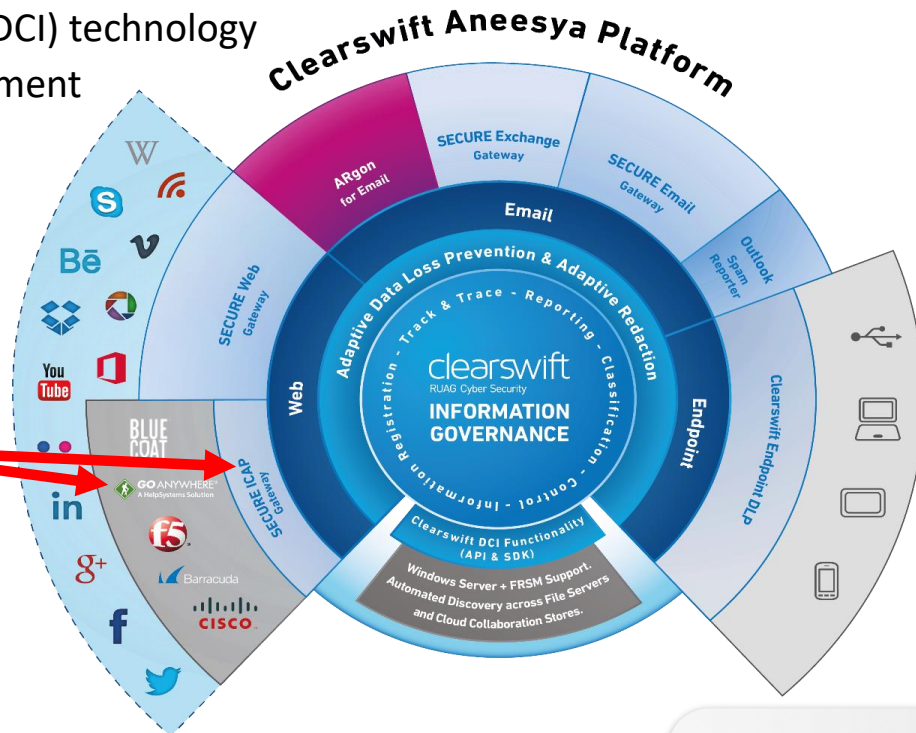 DCI) technology
ment
Clearswift Aneesya Platform
W
S
Bē
You
Tube
in
g+
f
BLUE
COAT
GO ANYWHERE®
A HelpSystems Solution
f5
Barracuda
CISCO
SECURE Web
Gateway
SECURE ICAP
Gateway
ARgon
for Email
SECURE Exchange
Gateway
SECURE Email
Gateway
Outlook
Spam
Reporter
Clearswift Endpoint DLP
Web
Email
Endpoint
Adaptive Data Loss Prevention & Adaptive Redaction
Information Registration - Track & Trace - Reporting - Classification - Control -
clearswift
RUAG Cyber Security
INFORMATION
GOVERNANCE
Clearswift DCI Functionality
(API & SDK)
Windows Server + FRSM Support.
Automated Discovery across File Servers
and Cloud Collaboration Stores.